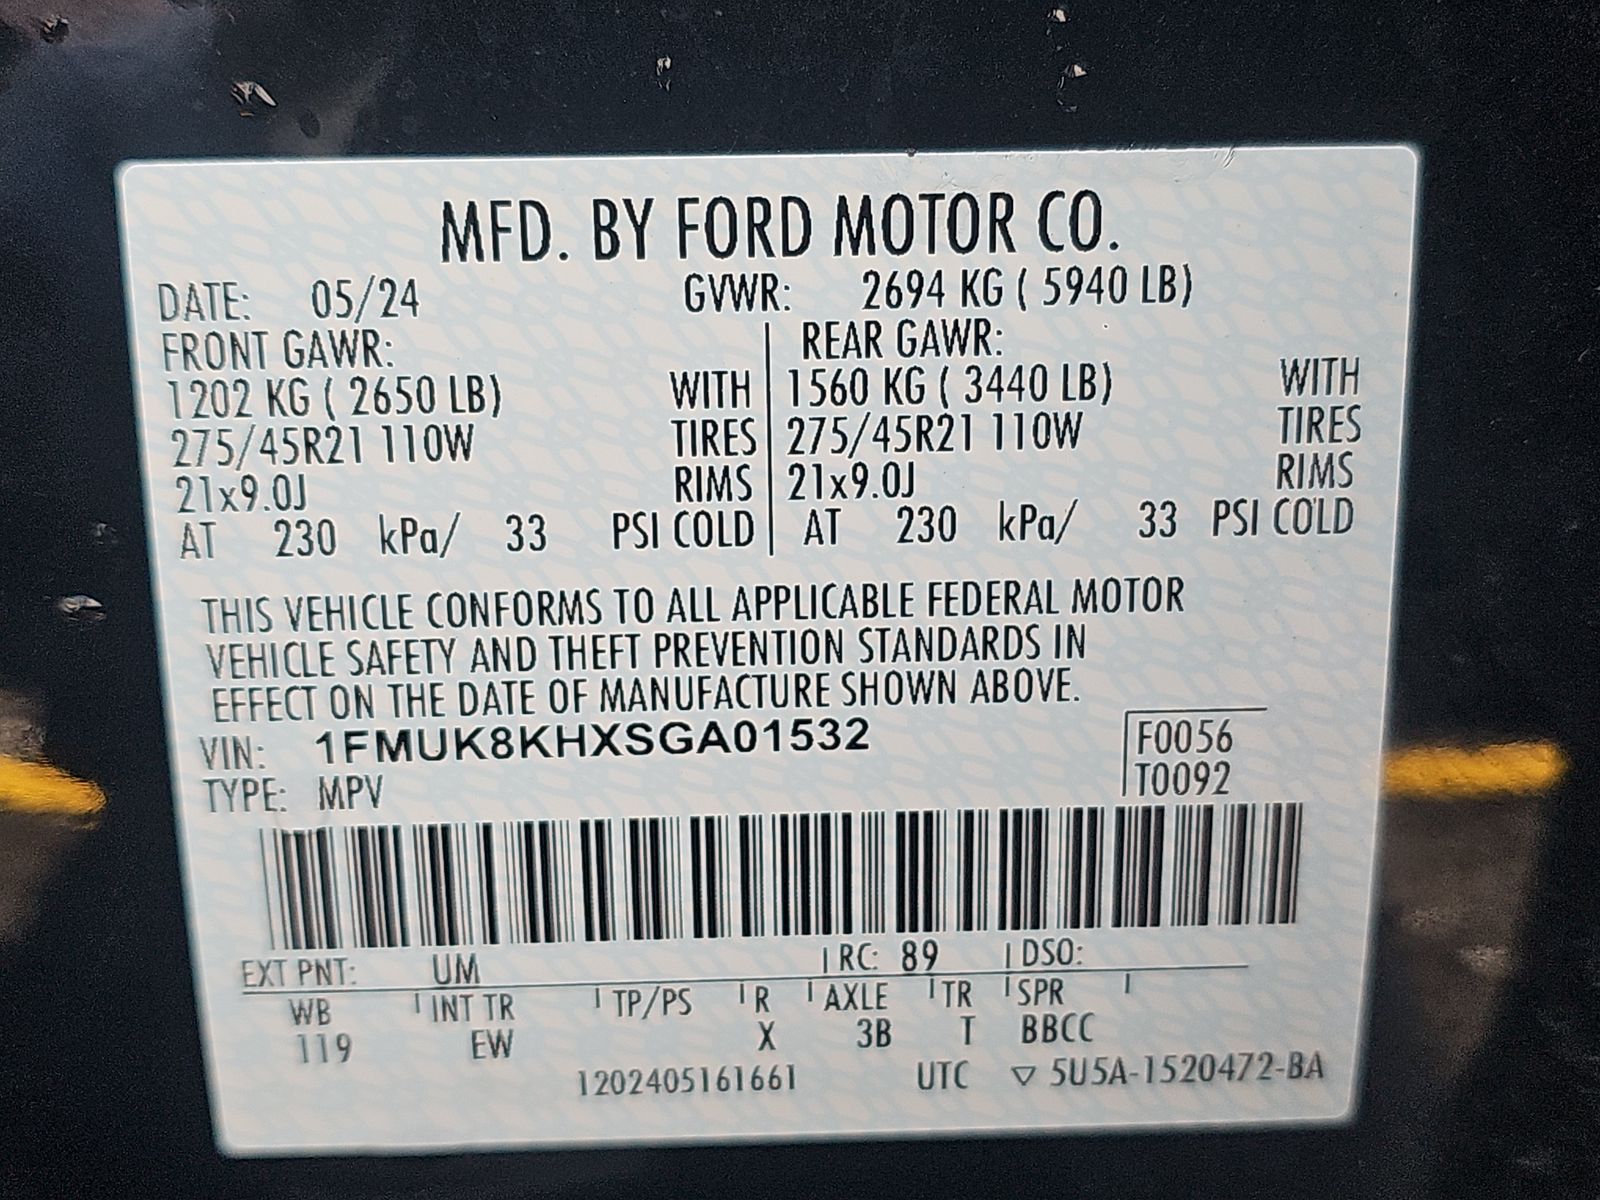 MFD. BY FORD MOTOR CO.
DATE: 05/24 GVWR: 2694 KG ( 5940 LB)
FRONT GAWR: REAR GAWR:
1202 KG ( 2650 LB) WITH 1560 KG ( 3440 LB) WITH
275/45R21 110W TIRES 275/45R21 110W TIRES
21x9.0J RIMS 21x9.0J RIMS
AT 230 kPa/ 33 PSI COLD AT 230 kPa/ 33 PSI COLD
THIS VEHICLE CONFORMS TO ALL APPLICABLE FEDERAL MOTOR
VEHICLE SAFETY AND THEFT PREVENTION STANDARDS IN
EFFECT ON THE DATE OF MANUFACTURE SHOWN ABOVE.
VIN: 1FMUK8KHXSGA01532 F0056
TYPE: MPV T0092
EXT PNT: UM RC: 89 DSO:
WB INT TR TP/PS R AXLE TR SPR
119 EW X 3B T BBCC
1202405161661 UTC ▽ 5U5A-1520472-BA